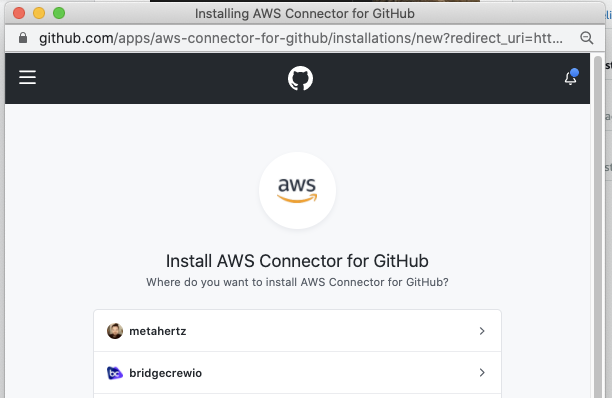 Installing AWS Connector for GitHub
github.com/apps/aws-connector-for-github/installations/new?redirect_uri=htt...
aws
Install AWS Connector for GitHub
Where do you want to install AWS Connector for GitHub?
metahertz
bridgecrewio